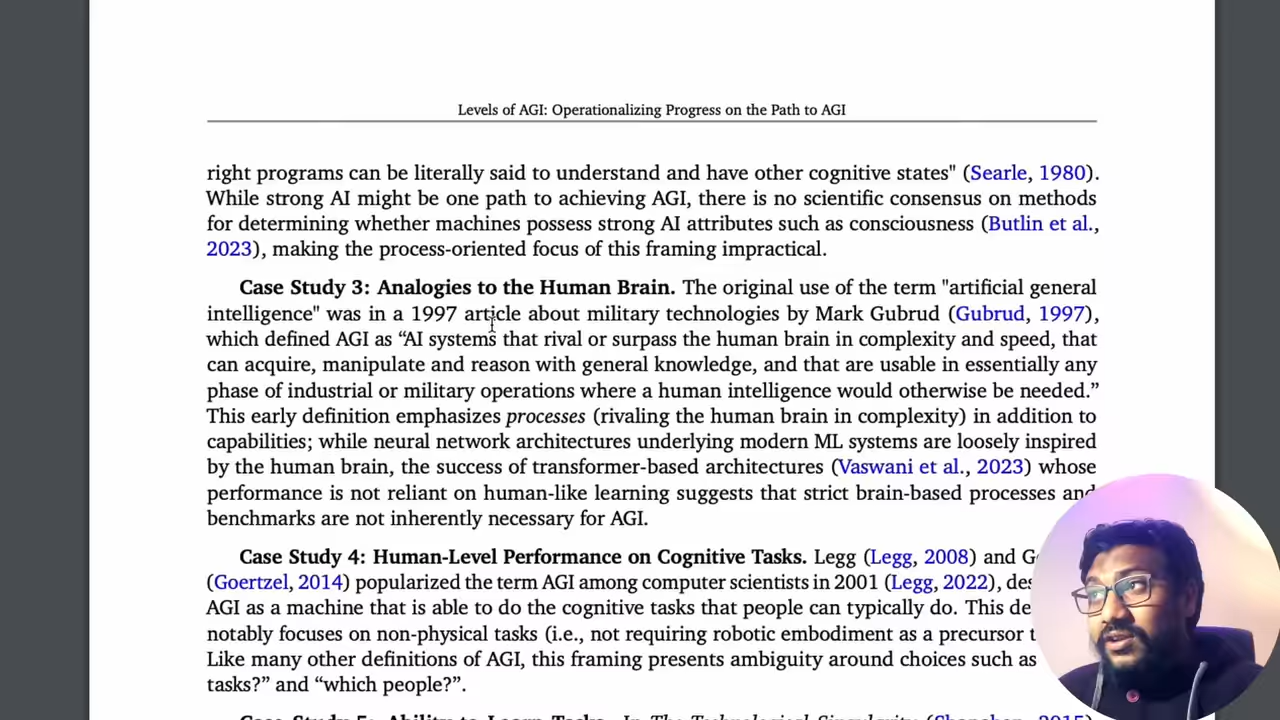 Levels of AGI: Operationalizing Progress on the Path to AGI
right programs can be literally said to understand and have other cognitive states" (Searle, 1980).
While strong AI might be one path to achieving AGI, there is no scientific consensus on methods
for determining whether machines possess strong AI attributes such as consciousness (Butlin et al.,
2023), making the process-oriented focus of this framing impractical.
Case Study 3: Analogies to the Human Brain. The original use of the term "artificial general
intelligence" was in a 1997 article about military technologies by Mark Gubrud (Gubrud, 1997),
which defined AGI as “AI systems that rival or surpass the human brain in complexity and speed, that
can acquire, manipulate and reason with general knowledge, and that are usable in essentially any
phase of industrial or military operations where a human intelligence would otherwise be needed.”
This early definition emphasizes processes (rivaling the human brain in complexity) in addition to
capabilities; while neural network architectures underlying modern ML systems are loosely inspired
by the human brain, the success of transformer-based architectures (Vaswani et al., 2023) whose
performance is not reliant on human-like learning suggests that strict brain-based processes and
benchmarks are not inherently necessary for AGI.
Case Study 4: Human-Level Performance on Cognitive Tasks. Legg (Legg, 2008) and
(Goertzel, 2014) popularized the term AGI among computer scientists in 2001 (Legg, 2022),
AGI as a machine that is able to do the cognitive tasks that people can typically do. This
notably focuses on non-physical tasks (i.e., not requiring robotic embodiment as a precursor
Like many other definitions of AGI, this framing presents ambiguity around choices such as
tasks?” and “which people?”.
Case Study 5: Ability to Learn Tasks. In The Technological Singularity (Shanahan, 2015)